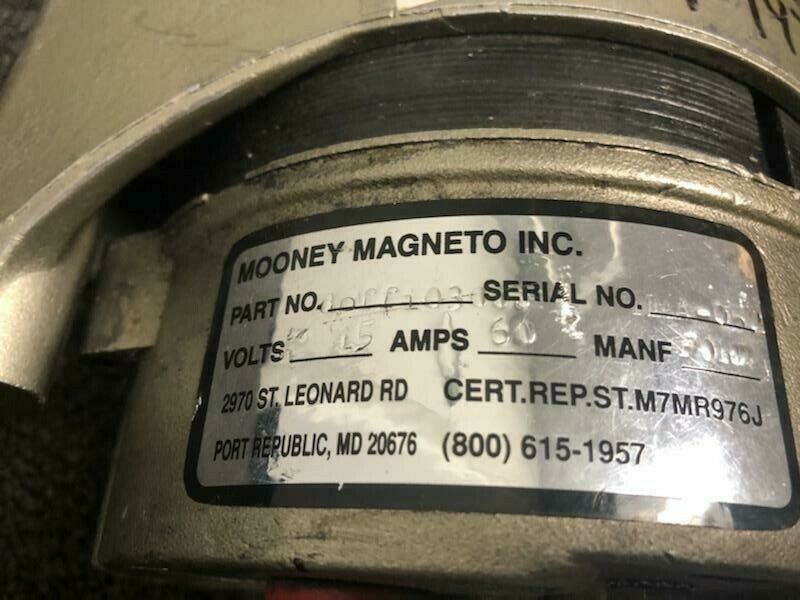 MOONEY MAGNETO INC.
PART NO. SERIAL NO.
VOLTS 15 AMPS 60 MANF
2970 ST. LEONARD RD CERT.REP.ST.M7MR976J
PORT REPUBLIC, MD 20676 (800) 615-1957